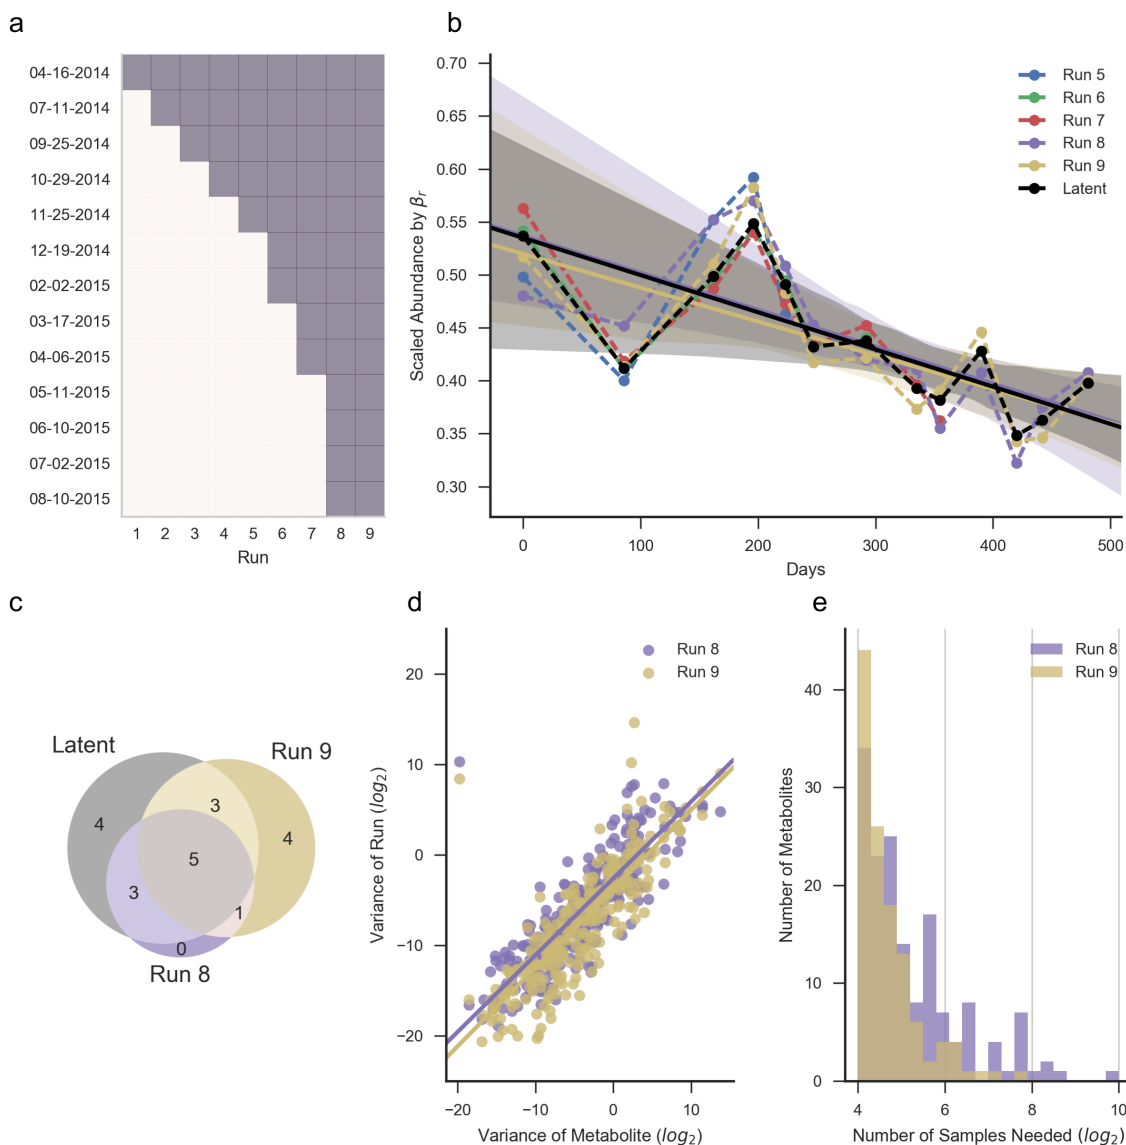 a
04-16-2014
07-11-2014
09-25-2014
10-29-2014
11-25-2014
12-19-2014
02-02-2015
03-17-2015
04-06-2015
05-11-2015
06-10-2015
07-02-2015
08-10-2015
1 2 3 4 5 6 7 8 9
Run
b
0.70
0.65
0.60
0.55
0.50
0.45
0.40
0.35
0.30
Scaled Abundance by βr
Run 5
Run 6
Run 7
Run 8
Run 9
Latent
0 100 200 300 400 500
Days
c
Latent
Run 9
3
4
4
5
3
1
0
Run 8
d
20
10
0
−10
−20
Variance of Run (log2)
Run 8
Run 9
−20 −10 0 10
Variance of Metabolite (log2)
e
40
30
20
10
0
Number of Metabolites
Run 8
Run 9
4 6 8 10
Number of Samples Needed (log2)